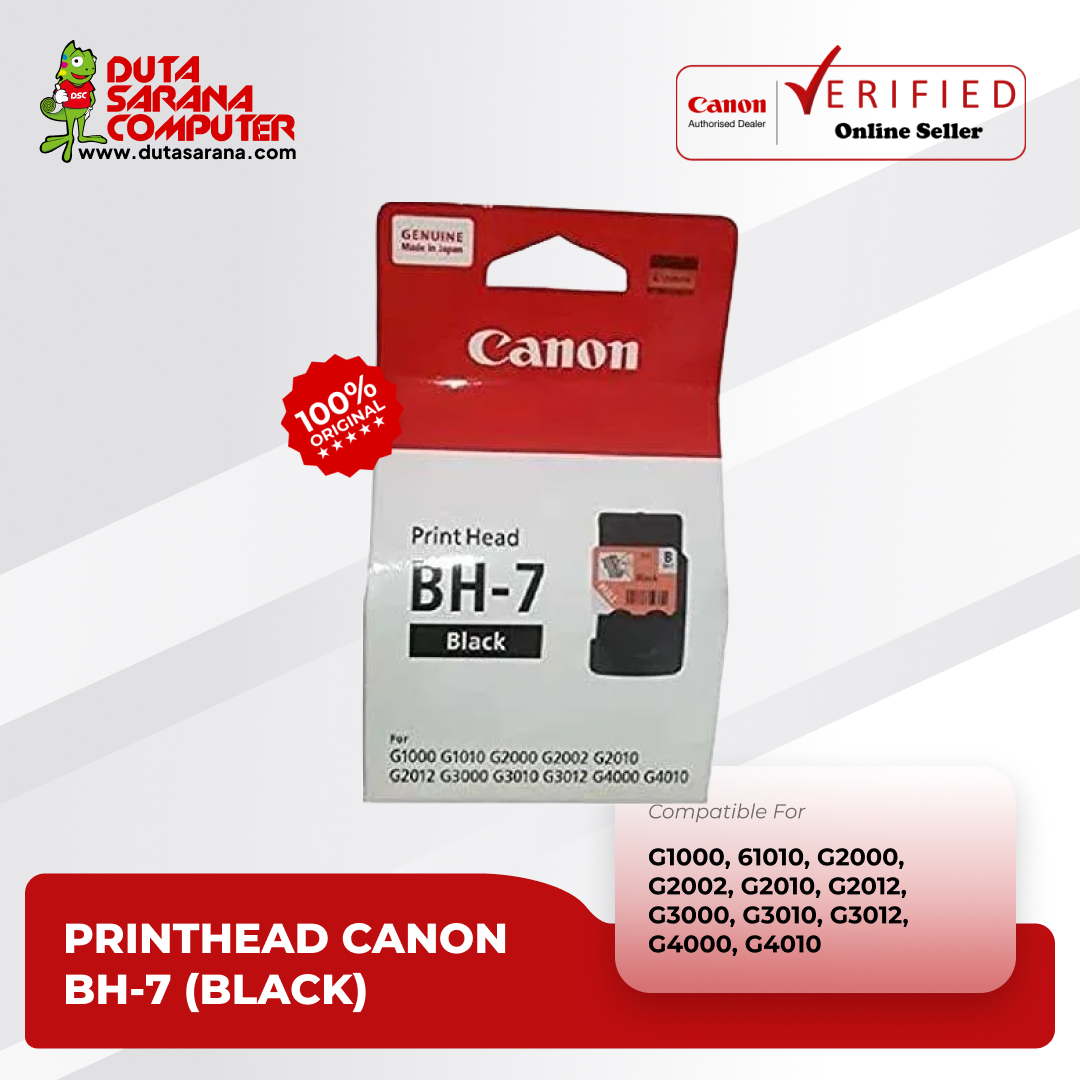 DUTA
SARANA
COMPUTER
DSC
www.dutasarana.com
Canon
Authorised Dealer
VERIFIED
Online Seller
GENUINE
Made in Japan
Canon
100%
ORIGINAL
Print Head
BH-7
Black
B
Black
For
G1000 G1010 G2000 G2002 G2010
G2012 G3000 G3010 G3012 G4000 G4010
Compatible For
G1000, 61010, G2000,
G2002, G2010, G2012,
G3000, G3010, G3012,
G4000, G4010
PRINTHEAD CANON
BH-7 (BLACK)